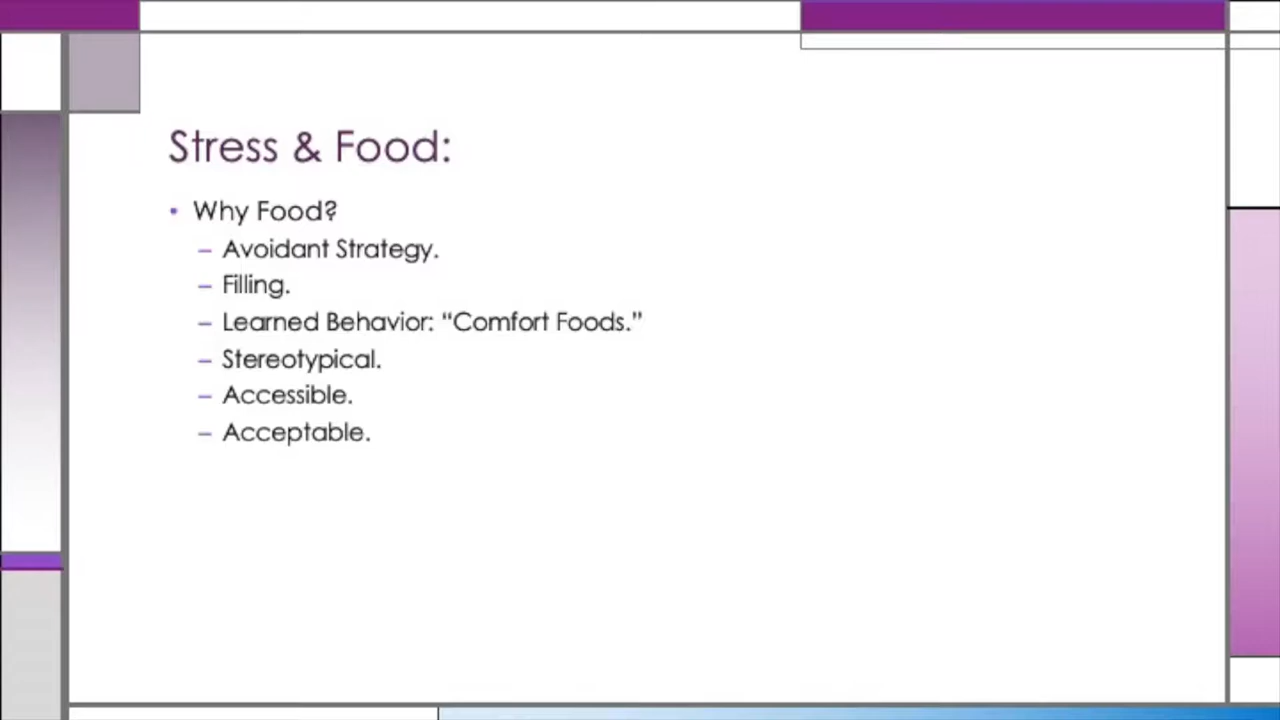 Stress & Food:
• Why Food?
– Avoidant Strategy.
– Filling.
– Learned Behavior: “Comfort Foods.”
– Stereotypical.
– Accessible.
– Acceptable.